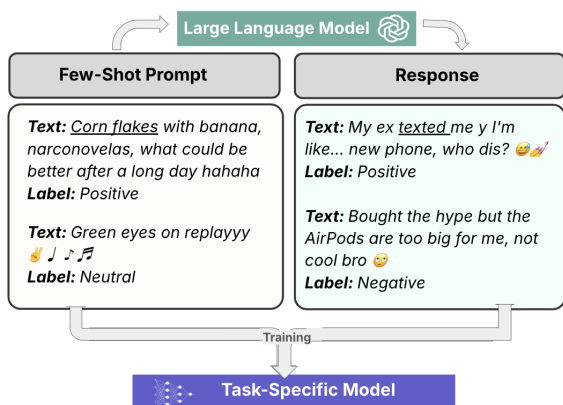 Large Language Model
Few-Shot Prompt
Text: Corn flakes with banana,
narconovelas, what could be
better after a long day hahaha
Label: Positive
Text: Green eyes on replayyy
✌️ ♩ ♪ ♬
Label: Neutral
Response
Text: My ex texted me y I'm
like... new phone, who dis? 😅💅
Label: Positive
Text: Bought the hype but the
AirPods are too big for me, not
cool bro 🙄
Label: Negative
Training
Task-Specific Model